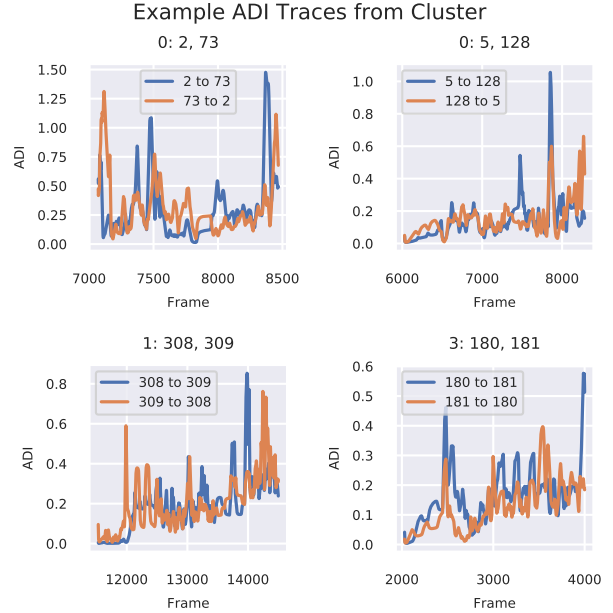 Example ADI Traces from Cluster
0: 2, 73
1.50
1.25
1.00
0.75
0.50
0.25
0.00
ADI
2 to 73
73 to 2
7000
7500
8000
8500
Frame
0: 5, 128
1.0
0.8
0.6
0.4
0.2
0.0
ADI
5 to 128
128 to 5
6000
7000
8000
Frame
1: 308, 309
0.8
0.6
0.4
0.2
0.0
ADI
308 to 309
309 to 308
12000
13000
14000
Frame
3: 180, 181
0.6
0.5
0.4
0.3
0.2
0.1
0.0
ADI
180 to 181
181 to 180
2000
3000
4000
Frame